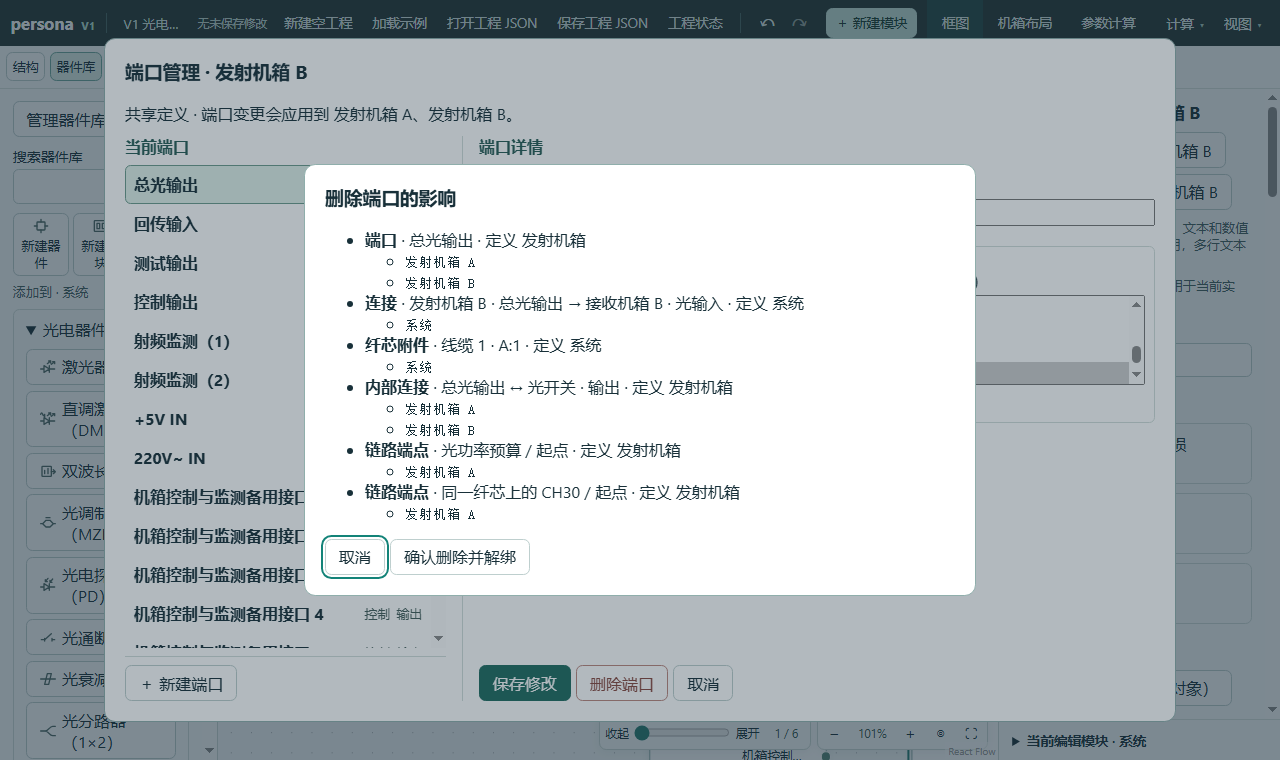 persona V1
V1 光电...
无未保存修改
新建空工程
加载示例
打开工程 JSON
保存工程 JSON
工程状态
+ 新建模块
框图
机箱布局
参数计算
计算
视图
结构
器件库
管理器件库
搜索器件库
新建器件
新建
块
添加到 · 系统
▼ 光电器件
激光器
直调激
(DM
双波长
光调制
(MZ
光电探
(PD)
光通断
光衰减
光分路器
(1×2)
端口管理 · 发射机箱 B
共享定义 · 端口变更会应用到 发射机箱 A、发射机箱 B。
当前端口
总光输出
回传输入
测试输出
控制输出
射频监测（1）
射频监测（2）
+5V IN
220V~ IN
机箱控制与监测备用接口
机箱控制与监测备用接口
机箱控制与监测备用接口
机箱控制与监测备用接口 4
控制 输出
+ 新建端口
端口详情
保存修改
删除端口
取消
删除端口的影响
端口 · 总光输出 · 定义 发射机箱
发射机箱 A
发射机箱 B
连接 · 发射机箱 B · 总光输出 → 接收机箱 B · 光输入 · 定义 系统
系统
纤芯附件 · 线缆 1 · A:1 · 定义 系统
系统
内部连接 · 总光输出 ↔ 光开关 · 输出 · 定义 发射机箱
发射机箱 A
发射机箱 B
链路端点 · 光功率预算 / 起点 · 定义 发射机箱
发射机箱 A
链路端点 · 同一纤芯上的 CH30 / 起点 · 定义 发射机箱
发射机箱 A
取消
确认删除并解绑
箱 B
机箱 B
机箱 B
文本和数值
，多行文本
用于当前实
损
对象）
收起
展开
1 / 6
− 101% +
机箱控制...
React Flow
▶ 当前编辑模块 · 系统